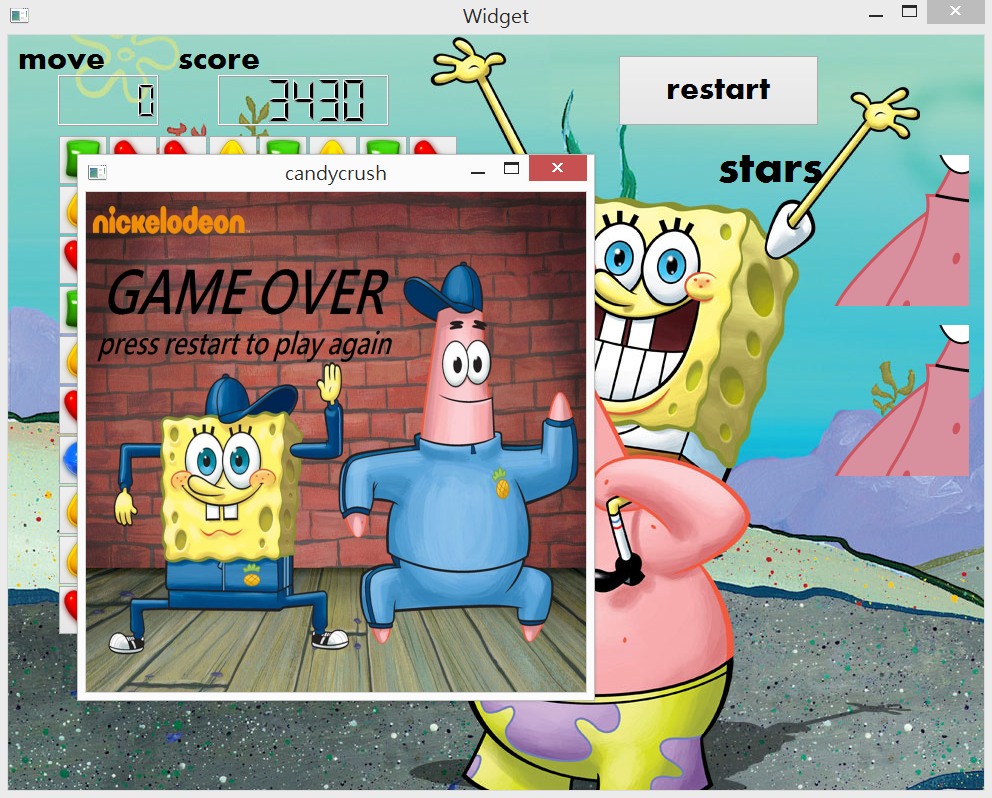 Widget
move score
0 3430
restart
stars
candycrush
nickelodeon
GAME OVER
press restart to play again